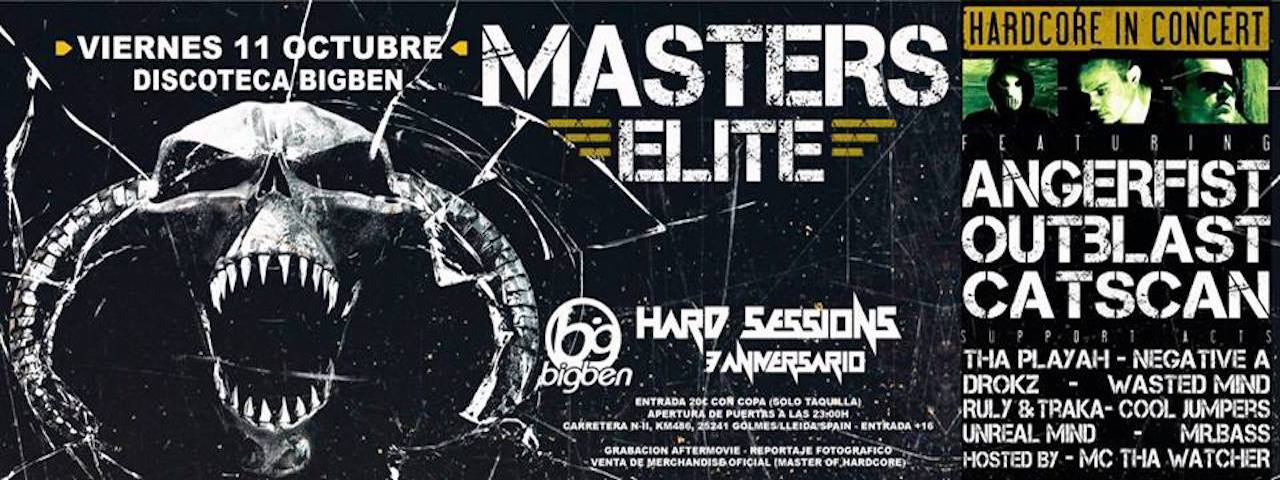 VIERNES 11 OCTUBRE
DISCOTECA BIGBEN
MASTERS
ELITE
bg
bigben
HARD SESSIONS
7 ANIVERSARIO
ENTRADA 20€ CON COPA (SOLO TAQUILLA)
APERTURA DE PUERTAS A LAS 23:00H
CARRETERA N-II, KM486, 25241 GOLMES/LLEIDA/SPAIN - ENTRADA +16
GRABACION AFTERMOVIE - REPORTAJE FOTOGRAFICO
VENTA DE MERCHANDISE OFICIAL (MASTER OF HARDCORE)
HARDCORE IN CONCERT
FEATURING
ANGERFIST
OUTBLAST
CATSCAN
SUPPORT ACTS
THA PLAYAH - NEGATIVE A
DROKZ - WASTED MIND
RULY & TRAKA - COOL JUMPERS
UNREAL MIND - MR.BASS
HOSTED BY - MC THA WATCHER